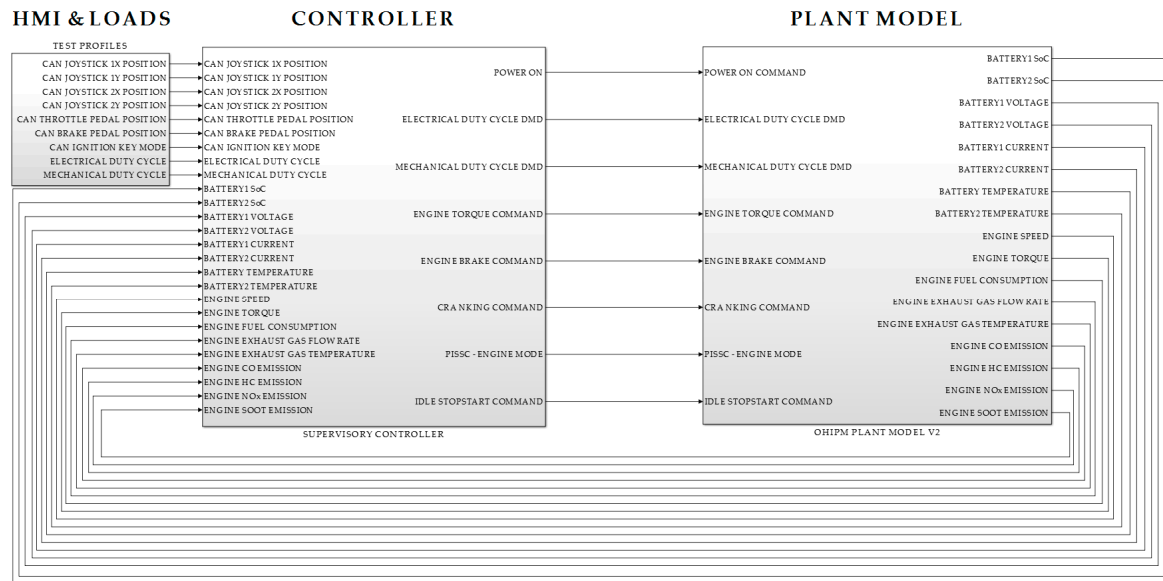 HMI & LOADS
CONTROLLER
PLANT MODEL
TEST PROFILES
CAN JOYSTICK 1X POSITION
CAN JOYSTICK 1Y POSITION
CAN JOYSTICK 2X POSITION
CAN JOYSTICK 2Y POSITION
CAN THROTTLE PEDAL POSITION
CAN BRAKE PEDAL POSITION
CAN IGNITION KEY MODE
ELECTRICAL DUTY CYCLE
MECHANICAL DUTY CYCLE
CAN JOYSTICK 1X POSITION
CAN JOYSTICK 1Y POSITION
CAN JOYSTICK 2X POSITION
CAN JOYSTICK 2Y POSITION
CAN THROTTLE PEDAL POSITION
CAN BRAKE PEDAL POSITION
CAN IGNITION KEY MODE
ELECTRICAL DUTY CYCLE
MECHANICAL DUTY CYCLE
BATTERY1 SoC
BATTERY2 SoC
BATTERY1 VOLTAGE
BATTERY2 VOLTAGE
BATTERY1 CURRENT
BATTERY2 CURRENT
BATTERY TEMPERATURE
BATTERY2 TEMPERATURE
ENGINE SPEED
ENGINE TORQUE
ENGINE FUEL CONSUMPTION
ENGINE EXHAUST GAS FLOW RATE
ENGINE EXHAUST GAS TEMPERATURE
ENGINE CO EMISSION
ENGINE HC EMISSION
ENGINE NOx EMISSION
ENGINE SOOT EMISSION
POWER ON
ELECTRICAL DUTY CYCLE DMD
MECHANICAL DUTY CYCLE DMD
ENGINE TORQUE COMMAND
ENGINE BRAKE COMMAND
CRANKING COMMAND
PISSC - ENGINE MODE
IDLE STOPSTART COMMAND
SUPERVISORY CONTROLLER
POWER ON COMMAND
ELECTRICAL DUTY CYCLE DMD
MECHANICAL DUTY CYCLE DMD
ENGINE TORQUE COMMAND
ENGINE BRAKE COMMAND
CRANKING COMMAND
PISSC - ENGINE MODE
IDLE STOPSTART COMMAND
BATTERY1 SoC
BATTERY2 SoC
BATTERY1 VOLTAGE
BATTERY2 VOLTAGE
BATTERY1 CURRENT
BATTERY2 CURRENT
BATTERY TEMPERATURE
BATTERY2 TEMPERATURE
ENGINE SPEED
ENGINE TORQUE
ENGINE FUEL CONSUMPTION
ENGINE EXHAUST GAS FLOW RATE
ENGINE EXHAUST GAS TEMPERATURE
ENGINE CO EMISSION
ENGINE HC EMISSION
ENGINE NOx EMISSION
ENGINE SOOT EMISSION
OHIPM PLANT MODEL V2